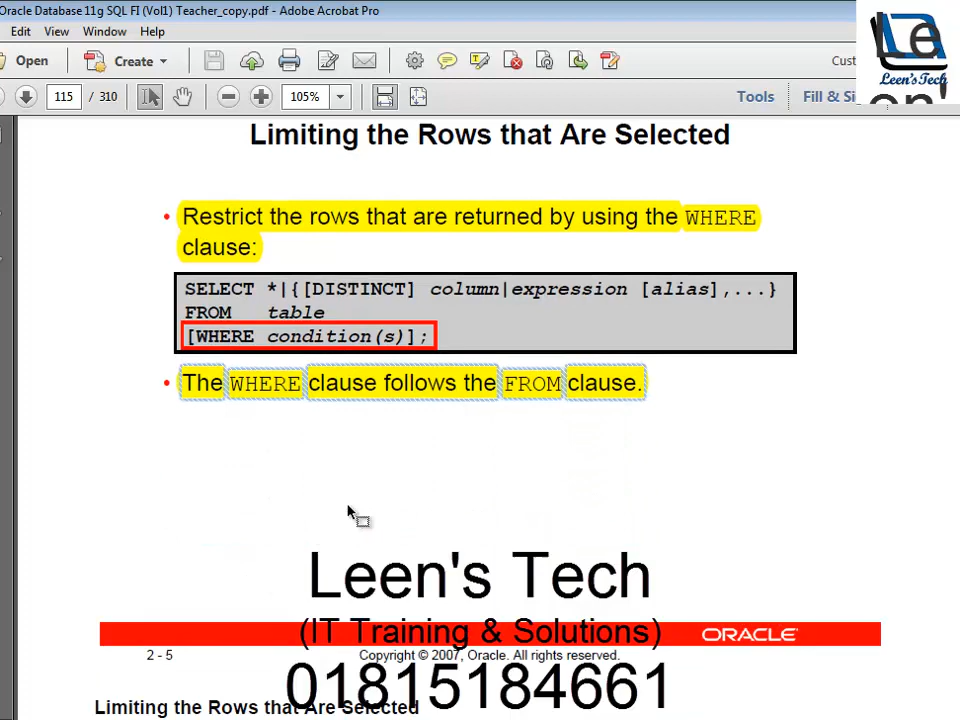 Oracle Database 11g SQL FI (Vol1) Teacher_copy.pdf - Adobe Acrobat Pro
Edit View Window Help
Open Create Cust
115 / 310 105% Tools Fill & Si
Le
Leen'sTech
Limiting the Rows that Are Selected
• Restrict the rows that are returned by using the WHERE
clause:
SELECT *|{[DISTINCT] column|expression [alias],...}
FROM table
[WHERE condition(s)];
• The WHERE clause follows the FROM clause.
Leen's Tech
(IT Training & Solutions)
ORACLE
2 - 5 Copyright © 2007, Oracle. All rights reserved.
01815184661
Limiting the Rows that Are Selected